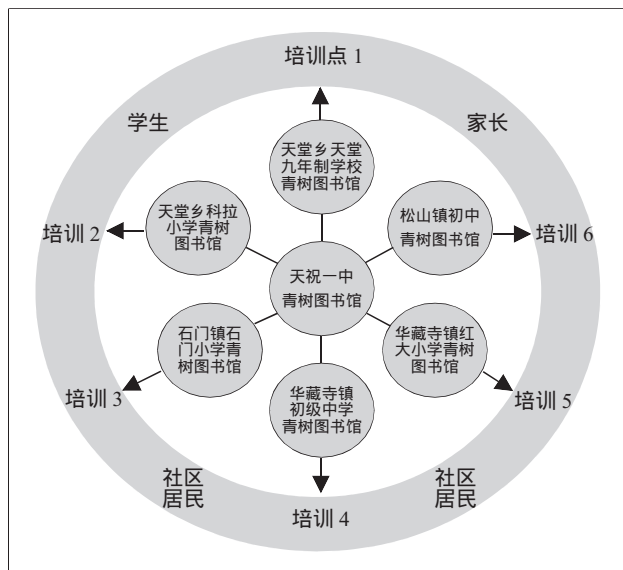 培训点 1
学生
家长
天堂乡天堂
九年制学校
青树图书馆
天堂乡科拉
小学青树
图书馆
松山镇初中
青树图书馆
培训 2
培训 6
天祝一中
青树图书馆
石门镇石
门小学青
树图书馆
华藏寺镇红
大小学青树
图书馆
培训 3
培训 5
华藏寺镇
初级中学
青树图书馆
社区
居民
社区
居民
培训 4